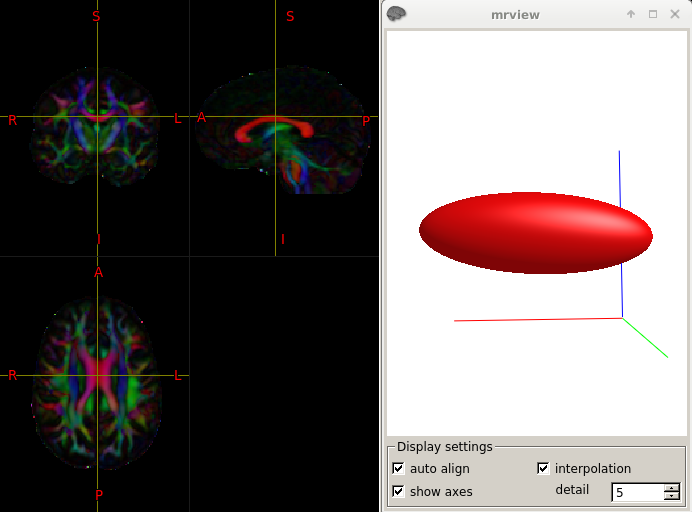 S
S
mrview
R
L
A
P
I
I
A
R
L
P
Display settings
auto align
interpolation
show axes
detail
5